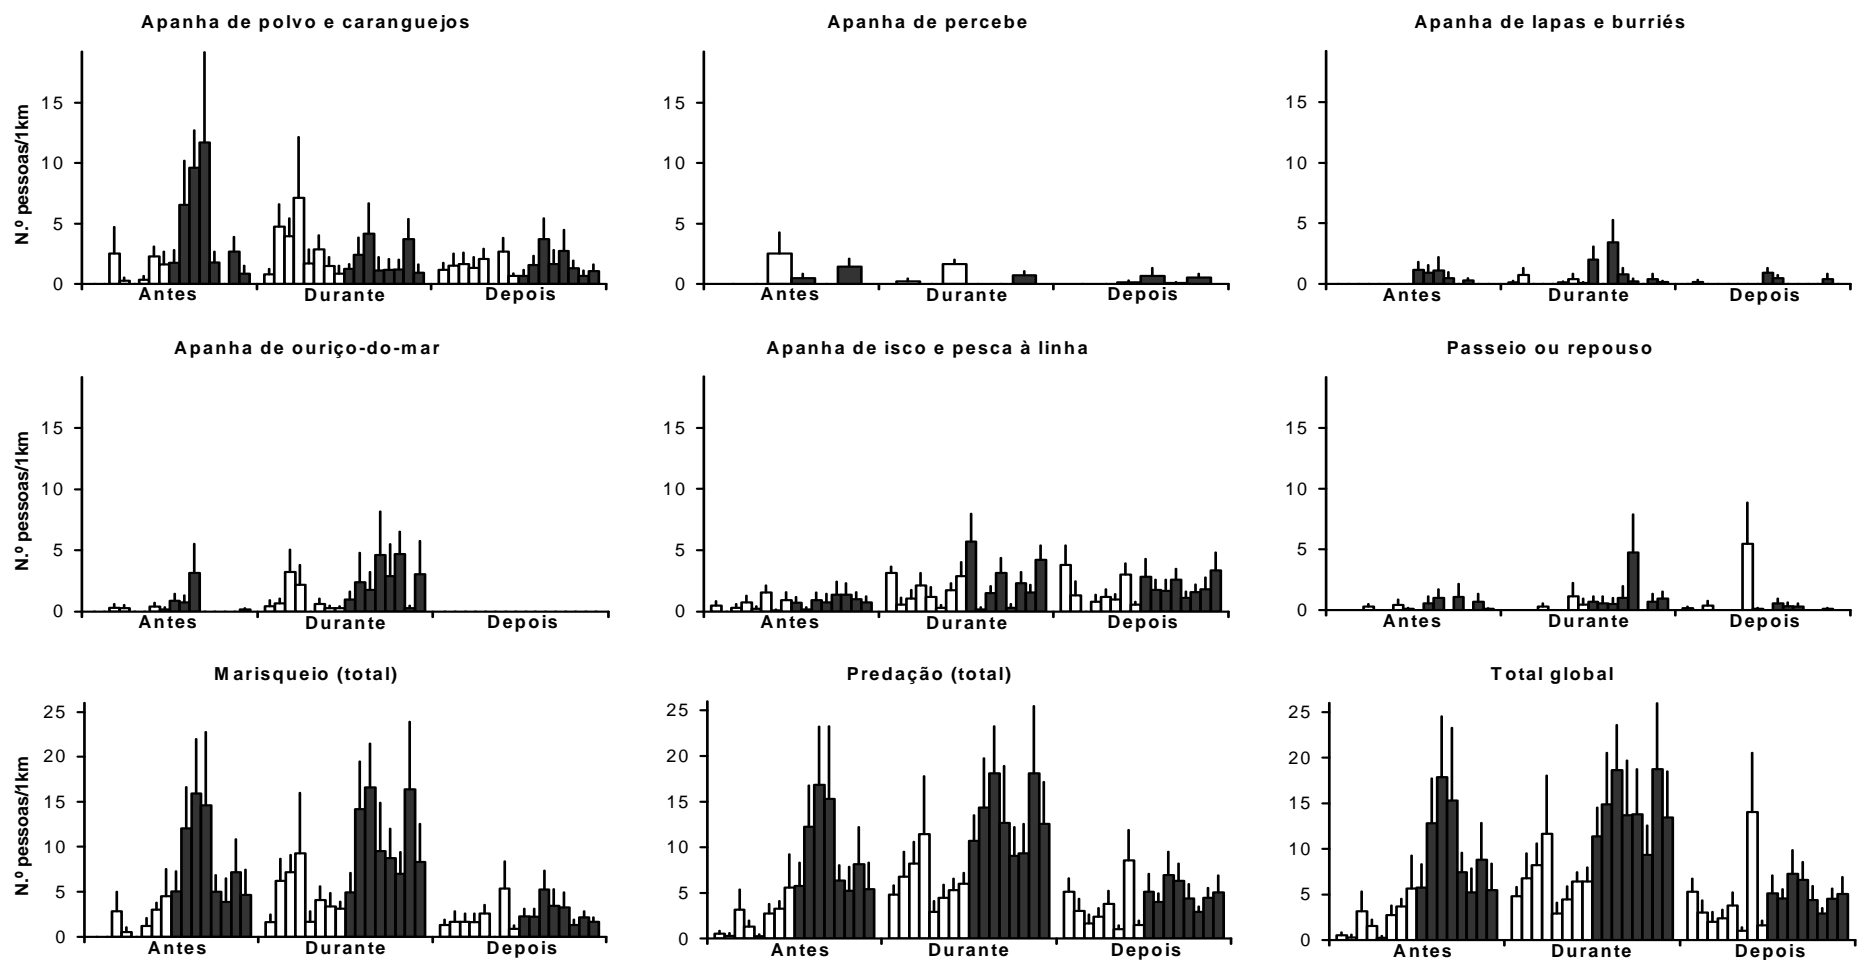 Apanha de polvo e caranguejos
N.º pessoas/1km
15
10
5
0
Antes Durante Depois
Apanha de percebe
15
10
5
0
Antes Durante Depois
Apanha de lapas e burriés
15
10
5
0
Antes Durante Depois
Apanha de ouriço-do-mar
N.º pessoas/1km
15
10
5
0
Antes Durante Depois
Apanha de isco e pesca à linha
15
10
5
0
Antes Durante Depois
Passeio ou repouso
15
10
5
0
Antes Durante Depois
Marisqueio (total)
N.º pessoas/1km
25
20
15
10
5
0
Antes Durante Depois
Predação (total)
25
20
15
10
5
0
Antes Durante Depois
Total global
25
20
15
10
5
0
Antes Durante Depois